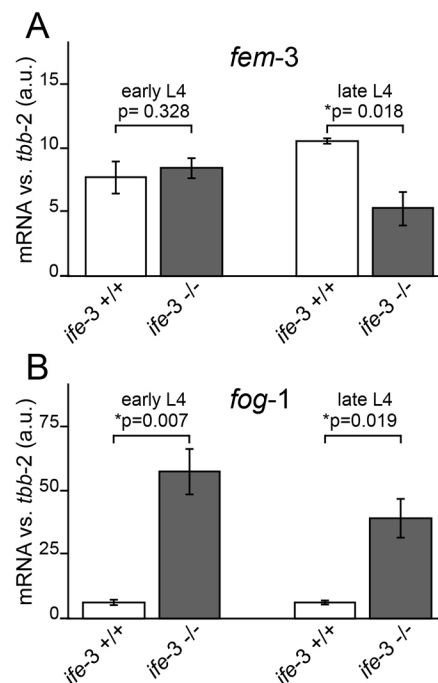 A
fem-3
mRNA vs. tbb-2 (a.u.)
15
10
5
0
early L4
p= 0.328
late L4
*p= 0.018
ife-3 +/+
ife-3 -/-
ife-3 +/+
ife-3 -/-
B
fog-1
mRNA vs. tbb-2 (a.u.)
75
50
25
0
early L4
*p=0.007
late L4
*p=0.019
ife-3 +/+
ife-3 -/-
ife-3 +/+
ife-3 -/-